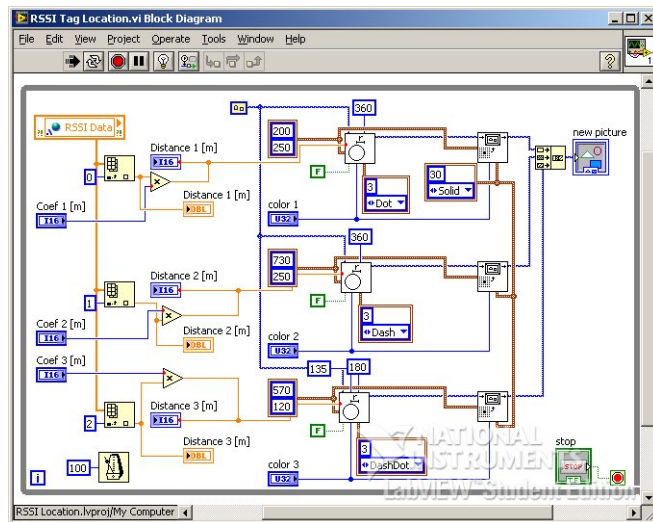 RSSI Tag Location.vi Block Diagram
File Edit View Project Operate Tools Window Help
1
RSSI Data
0
Distance 1 [m]
I16
Distance 1 [m]
DBL
Coef 1 [m]
I16
360
200
250
F
3
Dot
30
Solid
color 1
U32
new picture
1
Distance 2 [m]
I16
Distance 2 [m]
DBL
Coef 2 [m]
I16
360
730
250
F
3
Dash
color 2
U32
Coef 3 [m]
I16
2
Distance 3 [m]
I16
Distance 3 [m]
DBL
135
180
570
120
F
3
DashDot
color 3
U32
100
i
stop
STOP
TF
NATIONAL
INSTRUMENTS
LabVIEW Student Edition
RSSI Location.lvproj/My Computer